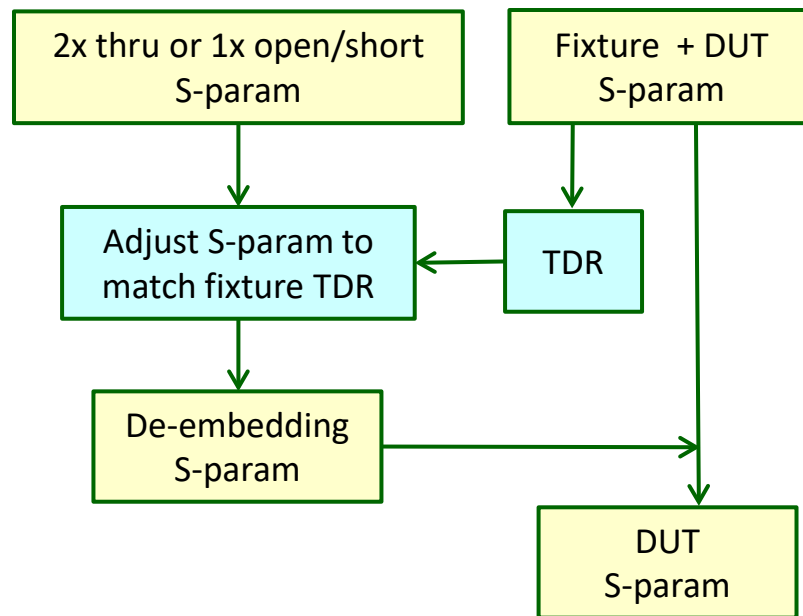 2x thru or 1x open/short
S-param
Fixture + DUT
S-param
Adjust S-param to
match fixture TDR
TDR
De-embedding
S-param
DUT
S-param